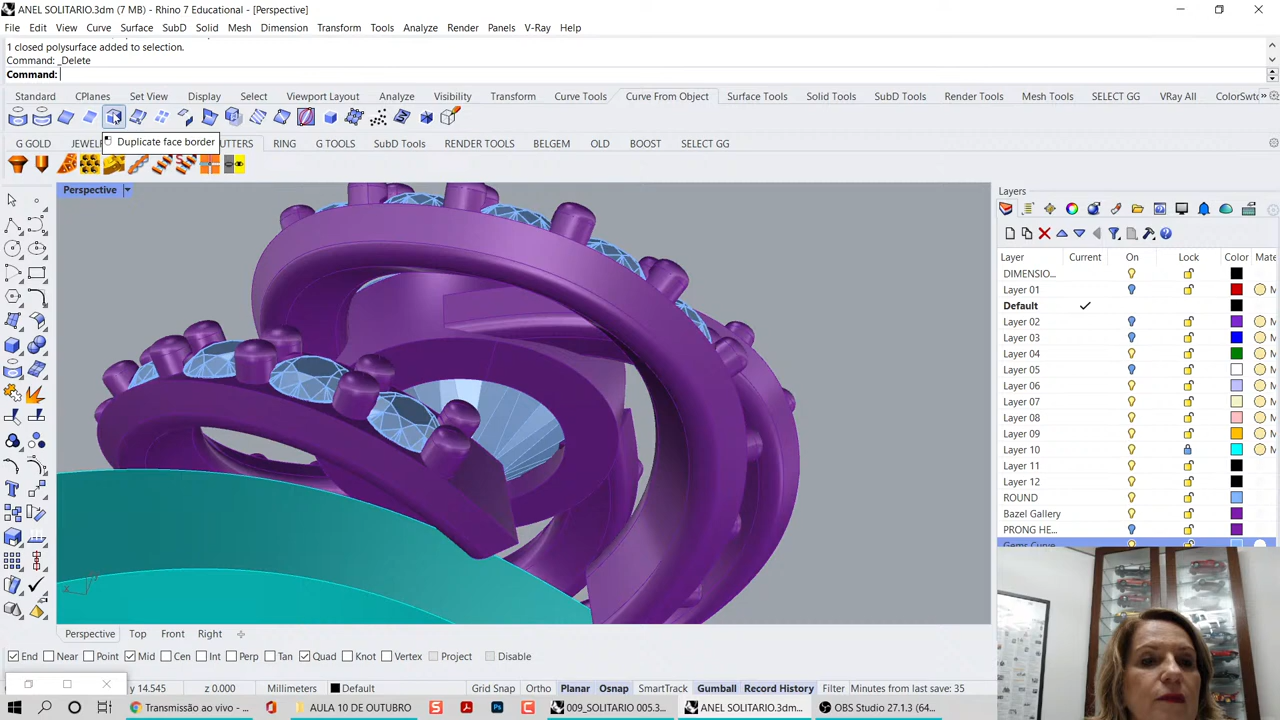 ANEL SOLITARIO.3dm (7 MB) - Rhino 7 Educational - [Perspective]
File Edit View Curve Surface SubD Solid Mesh Dimension Transform Tools Analyze Render Panels V-Ray Help
1 closed polysurface added to selection.
Command: _Delete
Command:
Standard CPlanes Set View Display Select Viewport Layout Analyze Visibility Transform Curve Tools Curve From Object Surface Tools Solid Tools SubD Tools Render Tools Mesh Tools SELECT GG VRay All ColorSwto
Duplicate face border
G GOLD JEWEL UTTERS RING G TOOLS SubD Tools RENDER TOOLS BELGEM OLD BOOST SELECT GG
Perspective
Layers
Layer Current On Lock Color Mate
DIMENSIO...
Layer 01 M
Default M
Layer 02 M
Layer 03 M
Layer 04 M
Layer 05 M
Layer 06 M
Layer 07 M
Layer 08 M
Layer 09 M
Layer 10 M
Layer 11
Layer 12
ROUND
Bazel Gallery
PRONG HE...
Gems Curve
Perspective Top Front Right
End Near Point Mid Cen Int Perp Tan Quad Knot Vertex Project Disable
y 14.545 z 0.000 Millimeters Default Grid Snap Ortho Planar Osnap SmartTrack Gumball Record History Filter Minutes from last save: 35
Transmissão ao vivo - ... AULA 10 DE OUTUBRO 009_SOLITARIO 005.3... ANEL SOLITARIO.3dm... OBS Studio 27.1.3 (64...